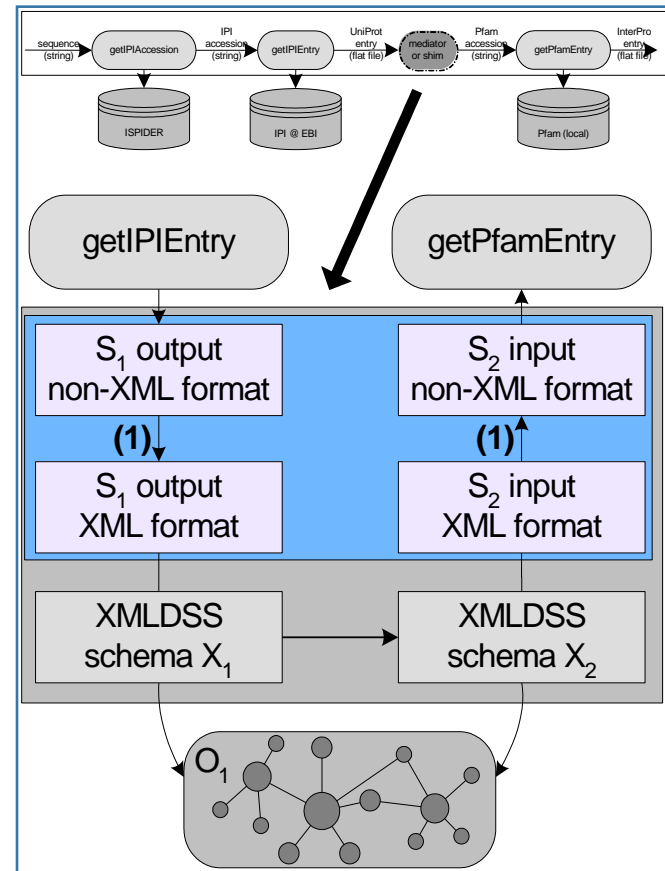 sequence
(string)
getIPIAccession
IPI
accession
(string)
getIPIEntry
UniProt
entry
(flat file)
mediator
or shim
Pfam
accession
(string)
getPfamEntry
InterPro
entry
(flat file)
ISPIDER
IPI @ EBI
Pfam (local)
getIPIEntry
getPfamEntry
S1 output
non-XML format
S2 input
non-XML format
(1)
(1)
S1 output
XML format
S2 input
XML format
XMLDSS
schema X1
XMLDSS
schema X2
O1